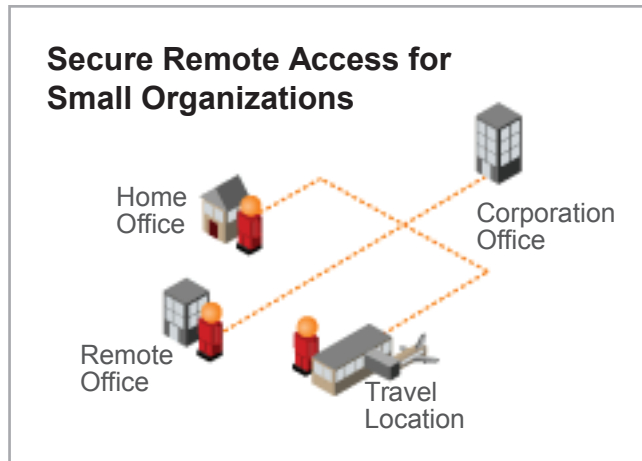 Secure Remote Access for
Small Organizations
Home
Office
Corporation
Office
Remote
Office
Travel
Location